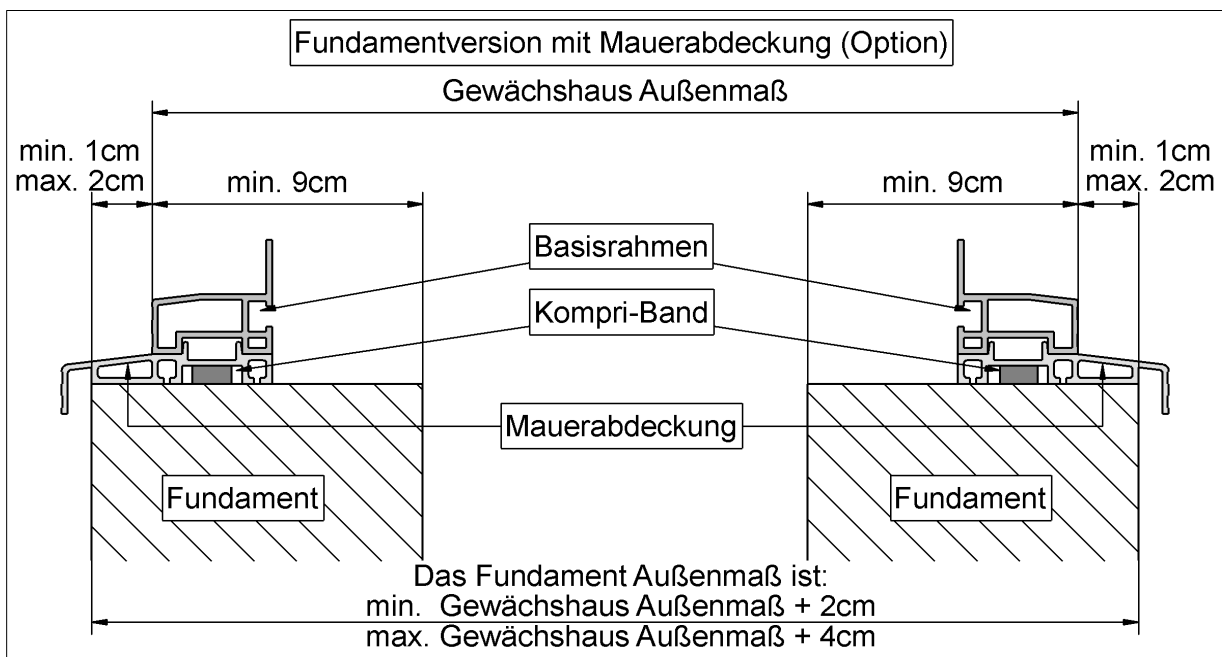 Fundamentversion mit Mauerabdeckung (Option)
Gewächshaus Außenmaß
min. 1cm
max. 2cm
min. 9cm
min. 9cm
min. 1cm
max. 2cm
Basisrahmen
Kompri-Band
Mauerabdeckung
Fundament
Fundament
Das Fundament Außenmaß ist:
min. Gewächshaus Außenmaß + 2cm
max. Gewächshaus Außenmaß + 4cm